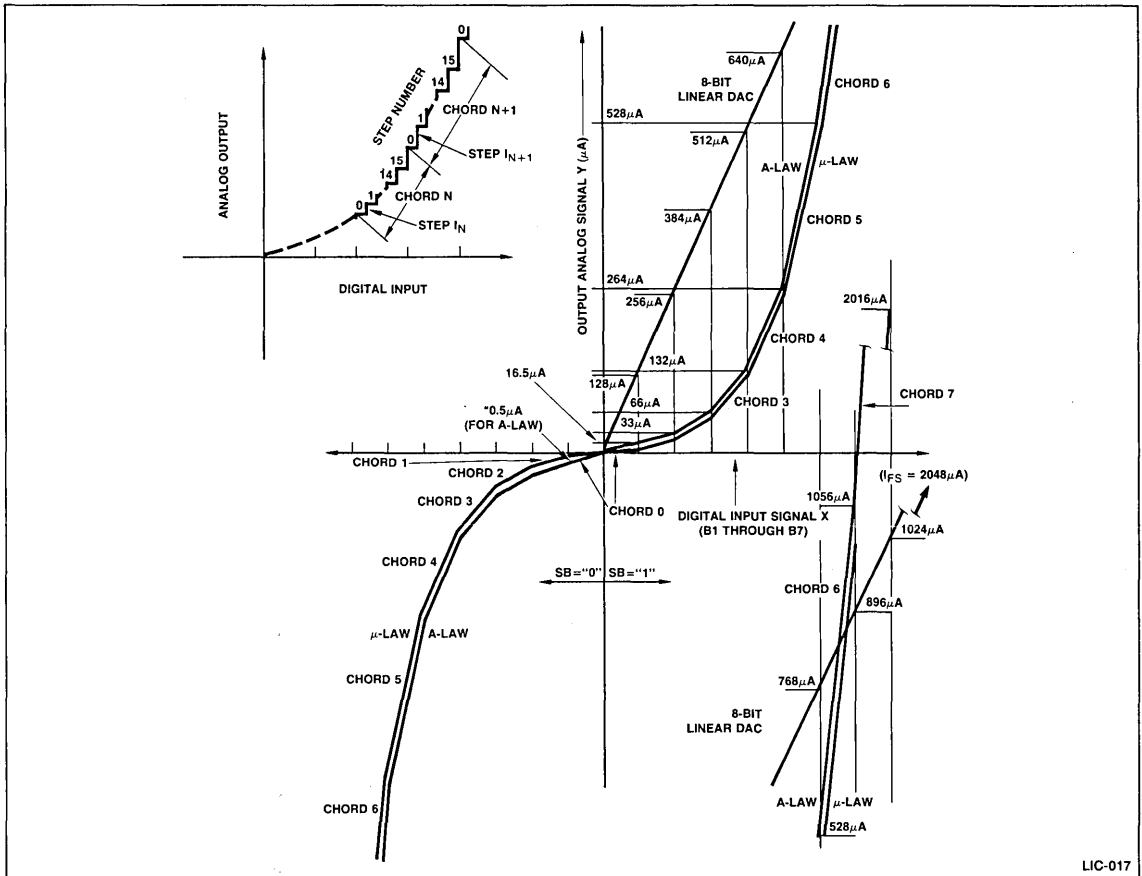 0
15
14
STEP NUMBER
CHORD N+1
1
0
STEP I_{N+1}
15
14
CHORD N
1
0
STEP I_N
ANALOG OUTPUT
DIGITAL INPUT
OUTPUT ANALOG SIGNAL Y (μA)
640μA
8-BIT
LINEAR DAC
CHORD 6
528μA
512μA
A-LAW
μ-LAW
384μA
CHORD 5
264μA
256μA
2016μA
CHORD 4
132μA
16.5μA
128μA
CHORD 7
66μA
CHORD 3
*0.5μA
(FOR A-LAW)
33μA
CHORD 1
CHORD 2
(I_{FS} = 2048μA)
CHORD 3
1056μA
CHORD 0
DIGITAL INPUT SIGNAL X
(B1 THROUGH B7)
1024μA
CHORD 4
SB="0"
SB="1"
CHORD 6
896μA
μ-LAW
A-LAW
CHORD 5
768μA
8-BIT
LINEAR DAC
CHORD 6
A-LAW
μ-LAW
528μA
LIC-017